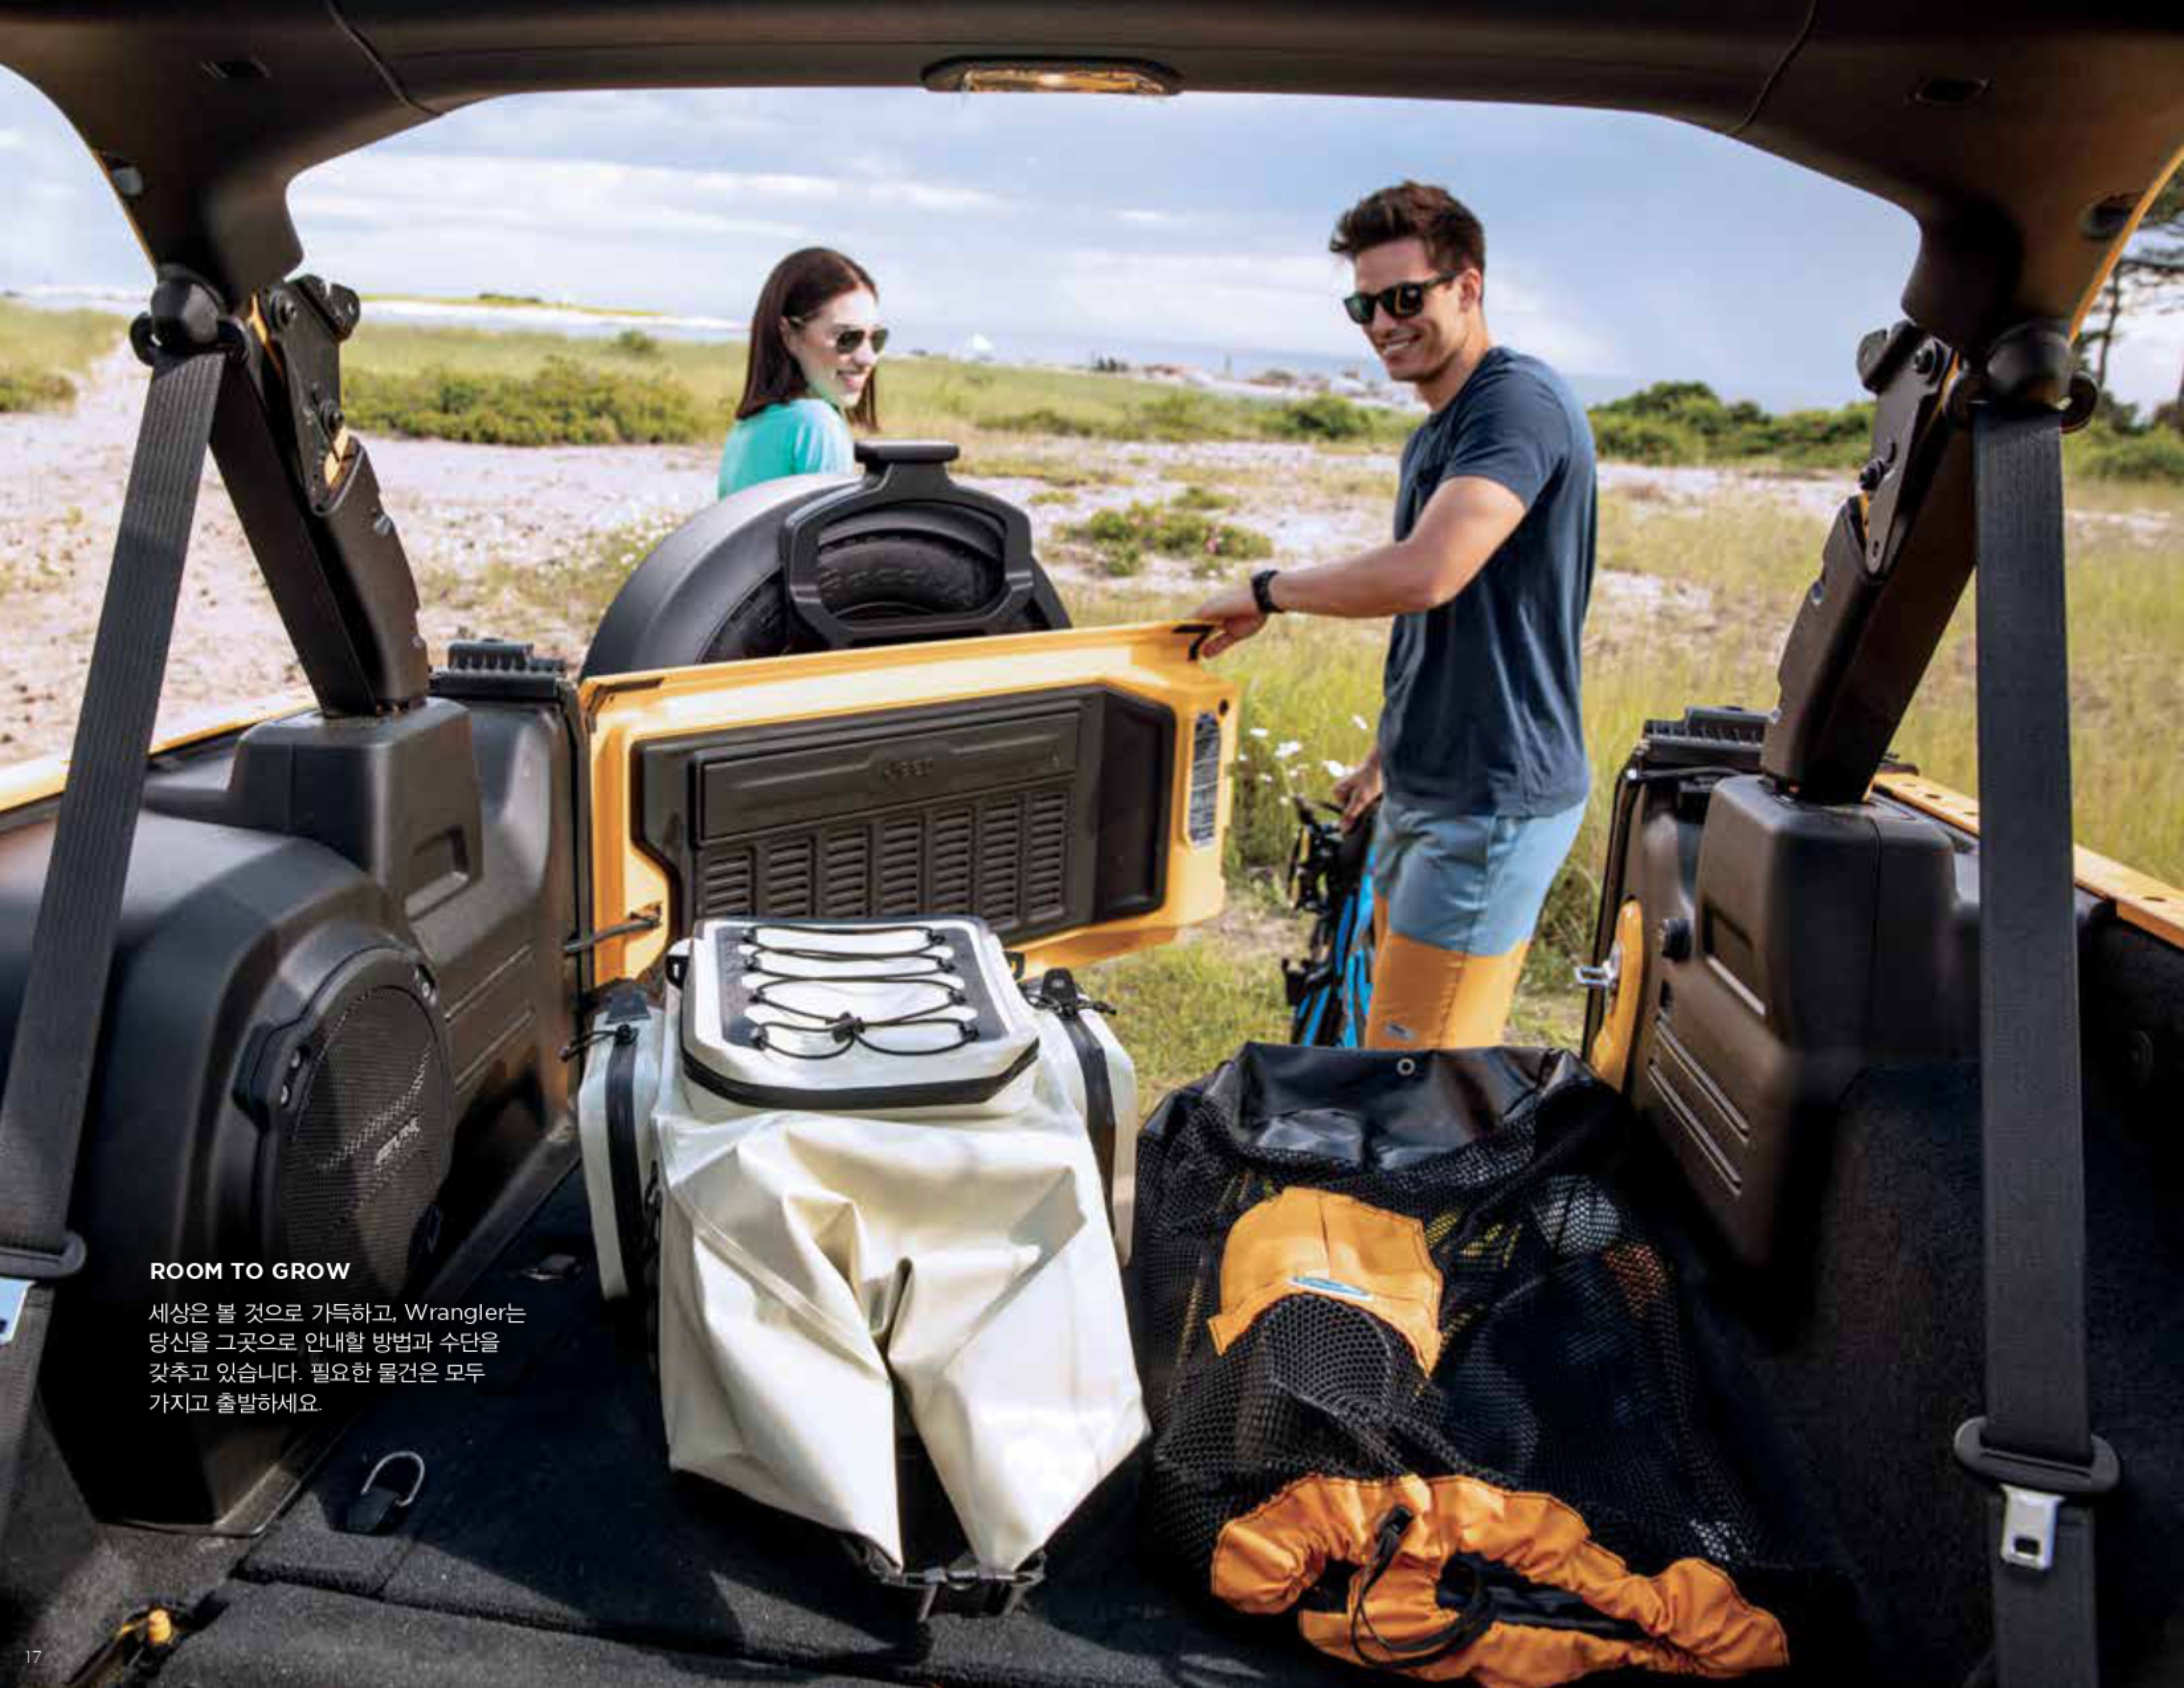 Jeep
ALPINE
ROOM TO GROW
세상은 볼 것으로 가득하고, Wrangler는
당신을 그곳으로 안내할 방법과 수단을
갖추고 있습니다. 필요한 물건은 모두
가지고 출발하세요.
17